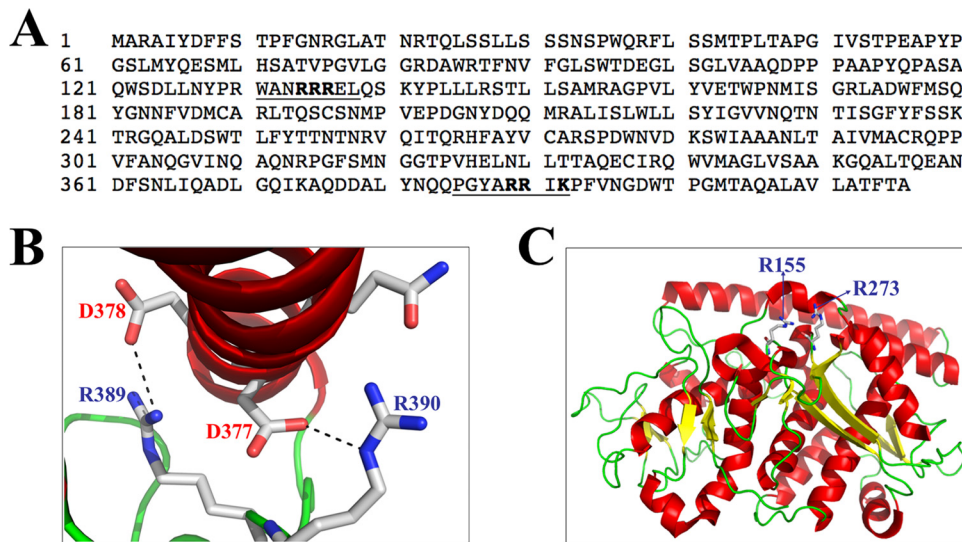 A
1 MARAIYDFFS TPFGNRGLAT NRTQLSSLLS SSNSPWQRFL SSMTPLTAPG IVSTPEAPYP
61 GSLMYQESML HSATVPGVLG GRDAWRTFNV FGLSWTDEGL SGLVAAQDPP PAAPYQPASA
121 QWSDLLNYPR WANRRRELQS KYPLLLRSTL LSAMRAGPVL YVETWPNMIS GRLADWFMSQ
181 YGNNFVDMCA RLTQSCSNMP VEPDGNYDQQ MRALISLWLL SYIGVVNQTN TISGFYFSSK
241 TRGQALDSWT LFYTTNTNRV QITQRHFAYV CARSPDWNVD KSWIAAANLT AIVMACRQPP
301 VFANQGVINQ AQNRPGFSMN GGTPVHELNL LTTAQECIRQ WVMAGLVSAA KGQALTQEAN
361 DFSNLIQADL GQIKAQDDAL YNQQPGYARR IKPFVNGDWT PGMTAQALAV LATFTA
B
D378
R389
D377
R390
C
R155
R273